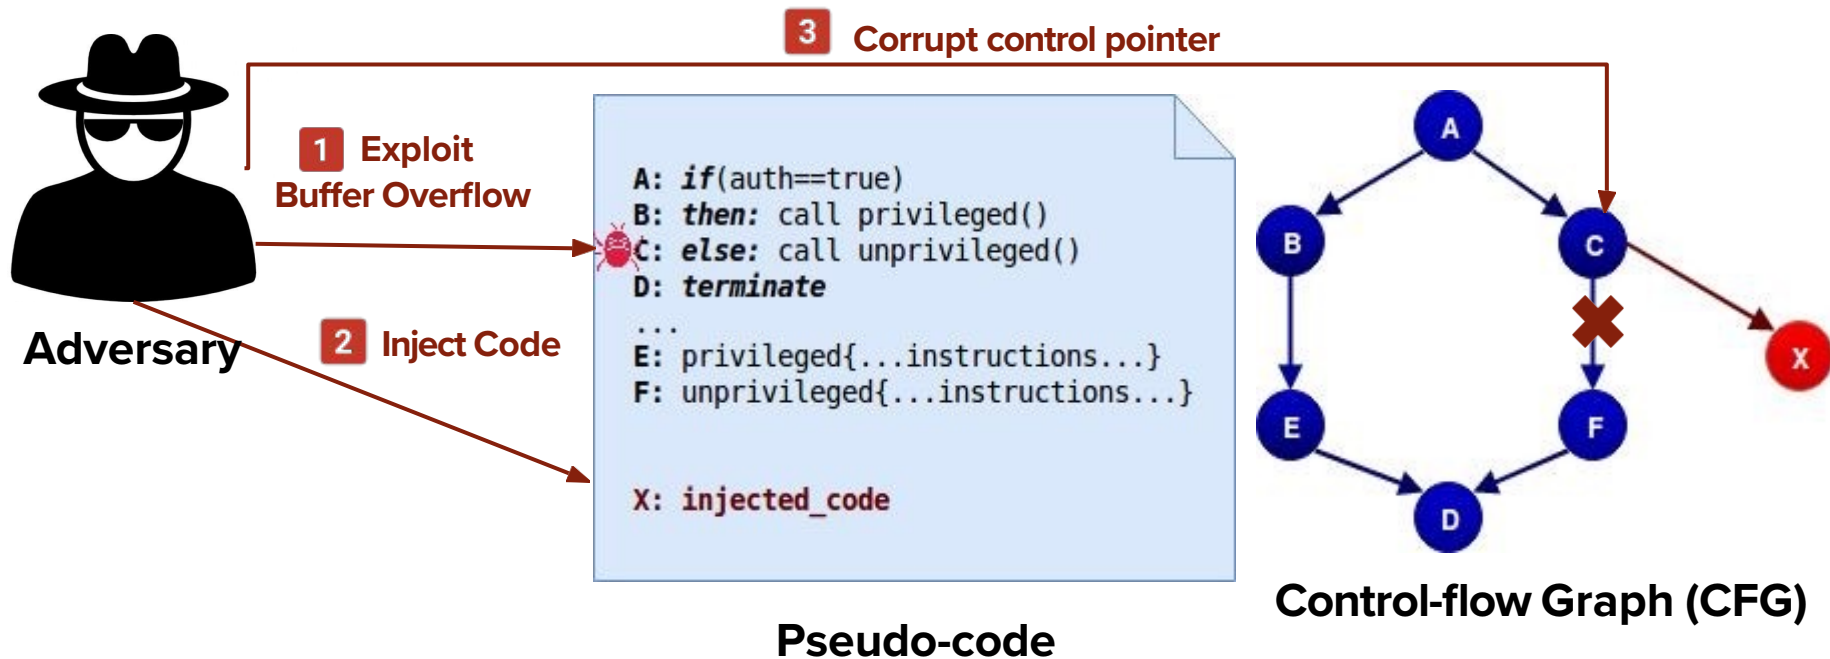 3 Corrupt control pointer
1 Exploit
Buffer Overflow
2 Inject Code
Adversary
A: if(auth==true)
B: then: call privileged()
C: else: call unprivileged()
D: terminate
...
E: privileged{...instructions...}
F: unprivileged{...instructions...}
X: injected_code
Pseudo-code
A
B
C
X
E
F
D
Control-flow Graph (CFG)